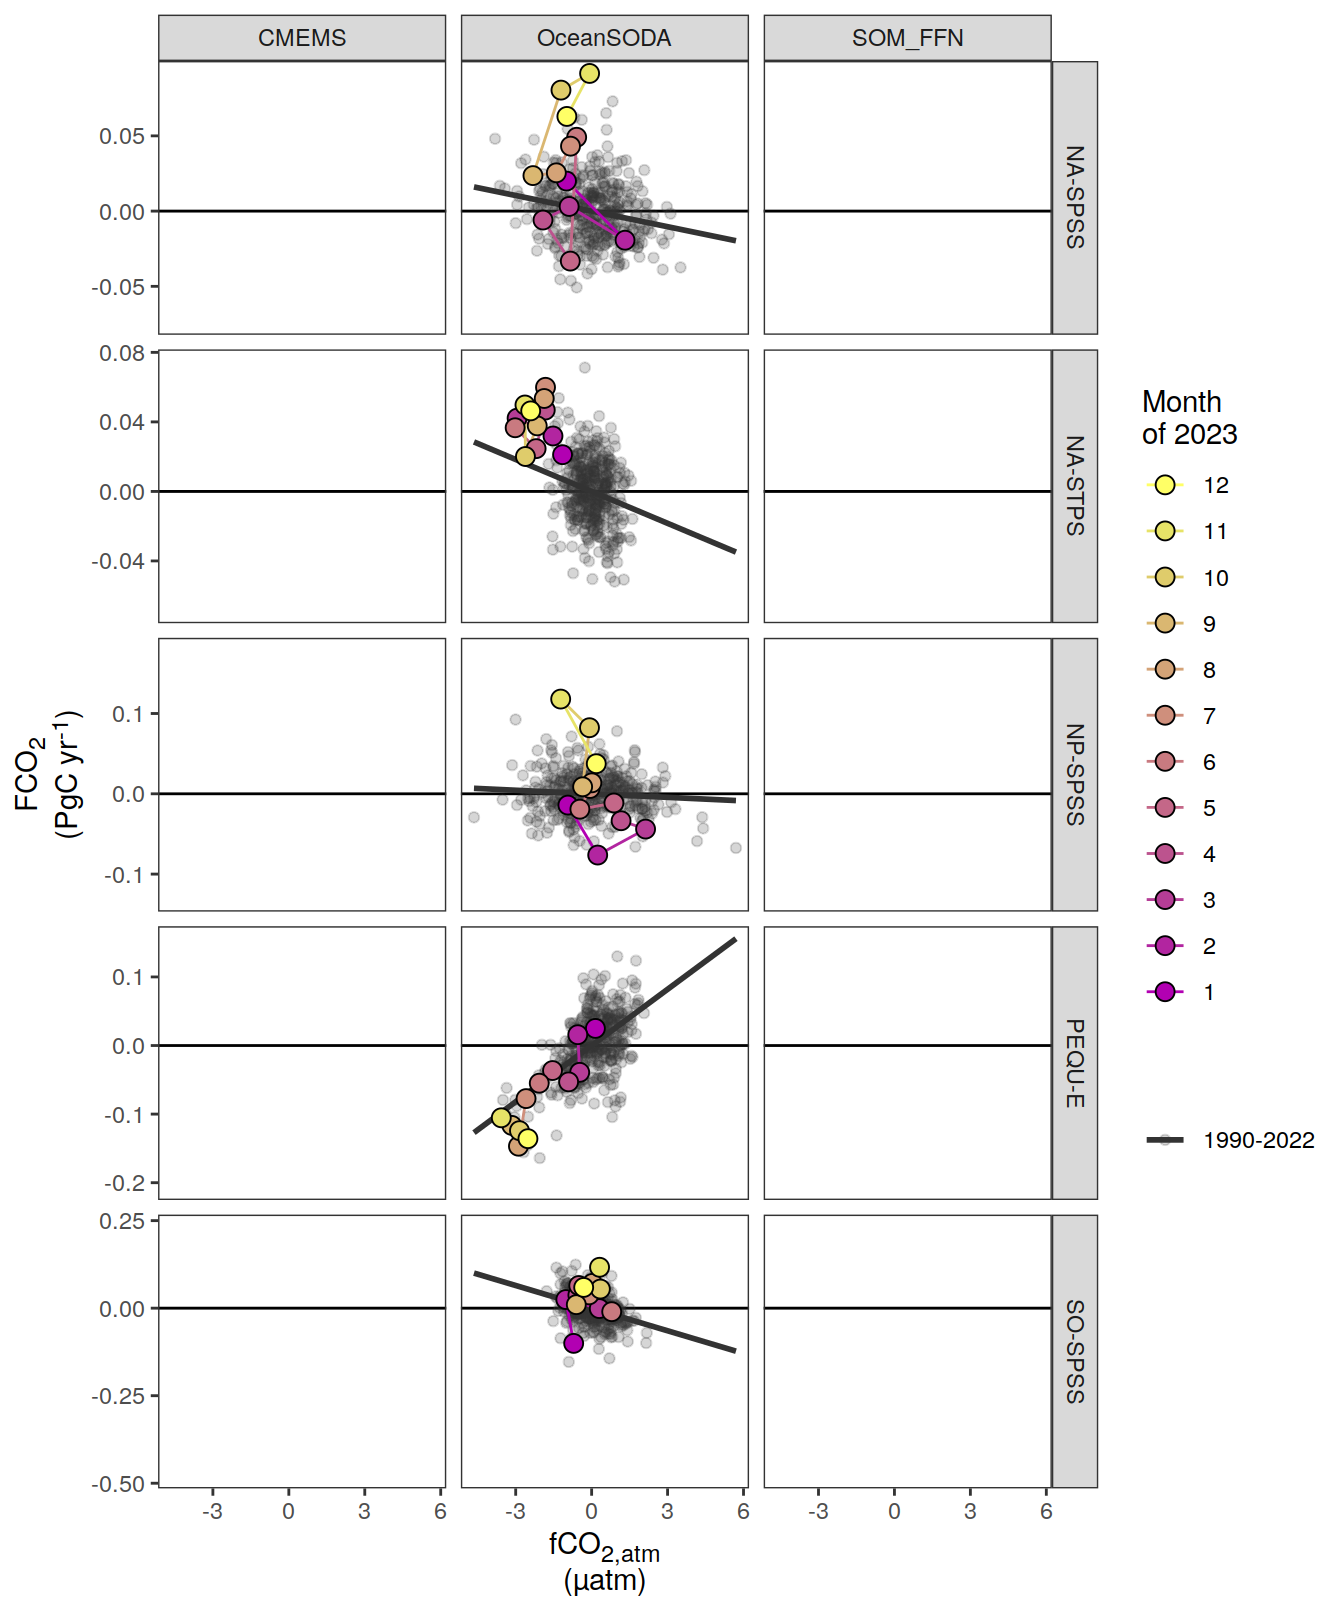 CMEMS OceanSODA SOM_FFN
0.05
0.00
-0.05
NA-SPSS
0.08
0.04
0.00
-0.04
NA-STPS
0.1
0.0
-0.1
NP-SPSS
0.1
0.0
-0.1
-0.2
PEQU-E
0.25
0.00
-0.25
-0.50
SO-SPSS
-3 0 3 6 -3 0 3 6 -3 0 3 6
fCO2,atm
(µatm)
FCO2
(PgC yr-1)
Month
of 2023
12
11
10
9
8
7
6
5
4
3
2
1
1990-2022